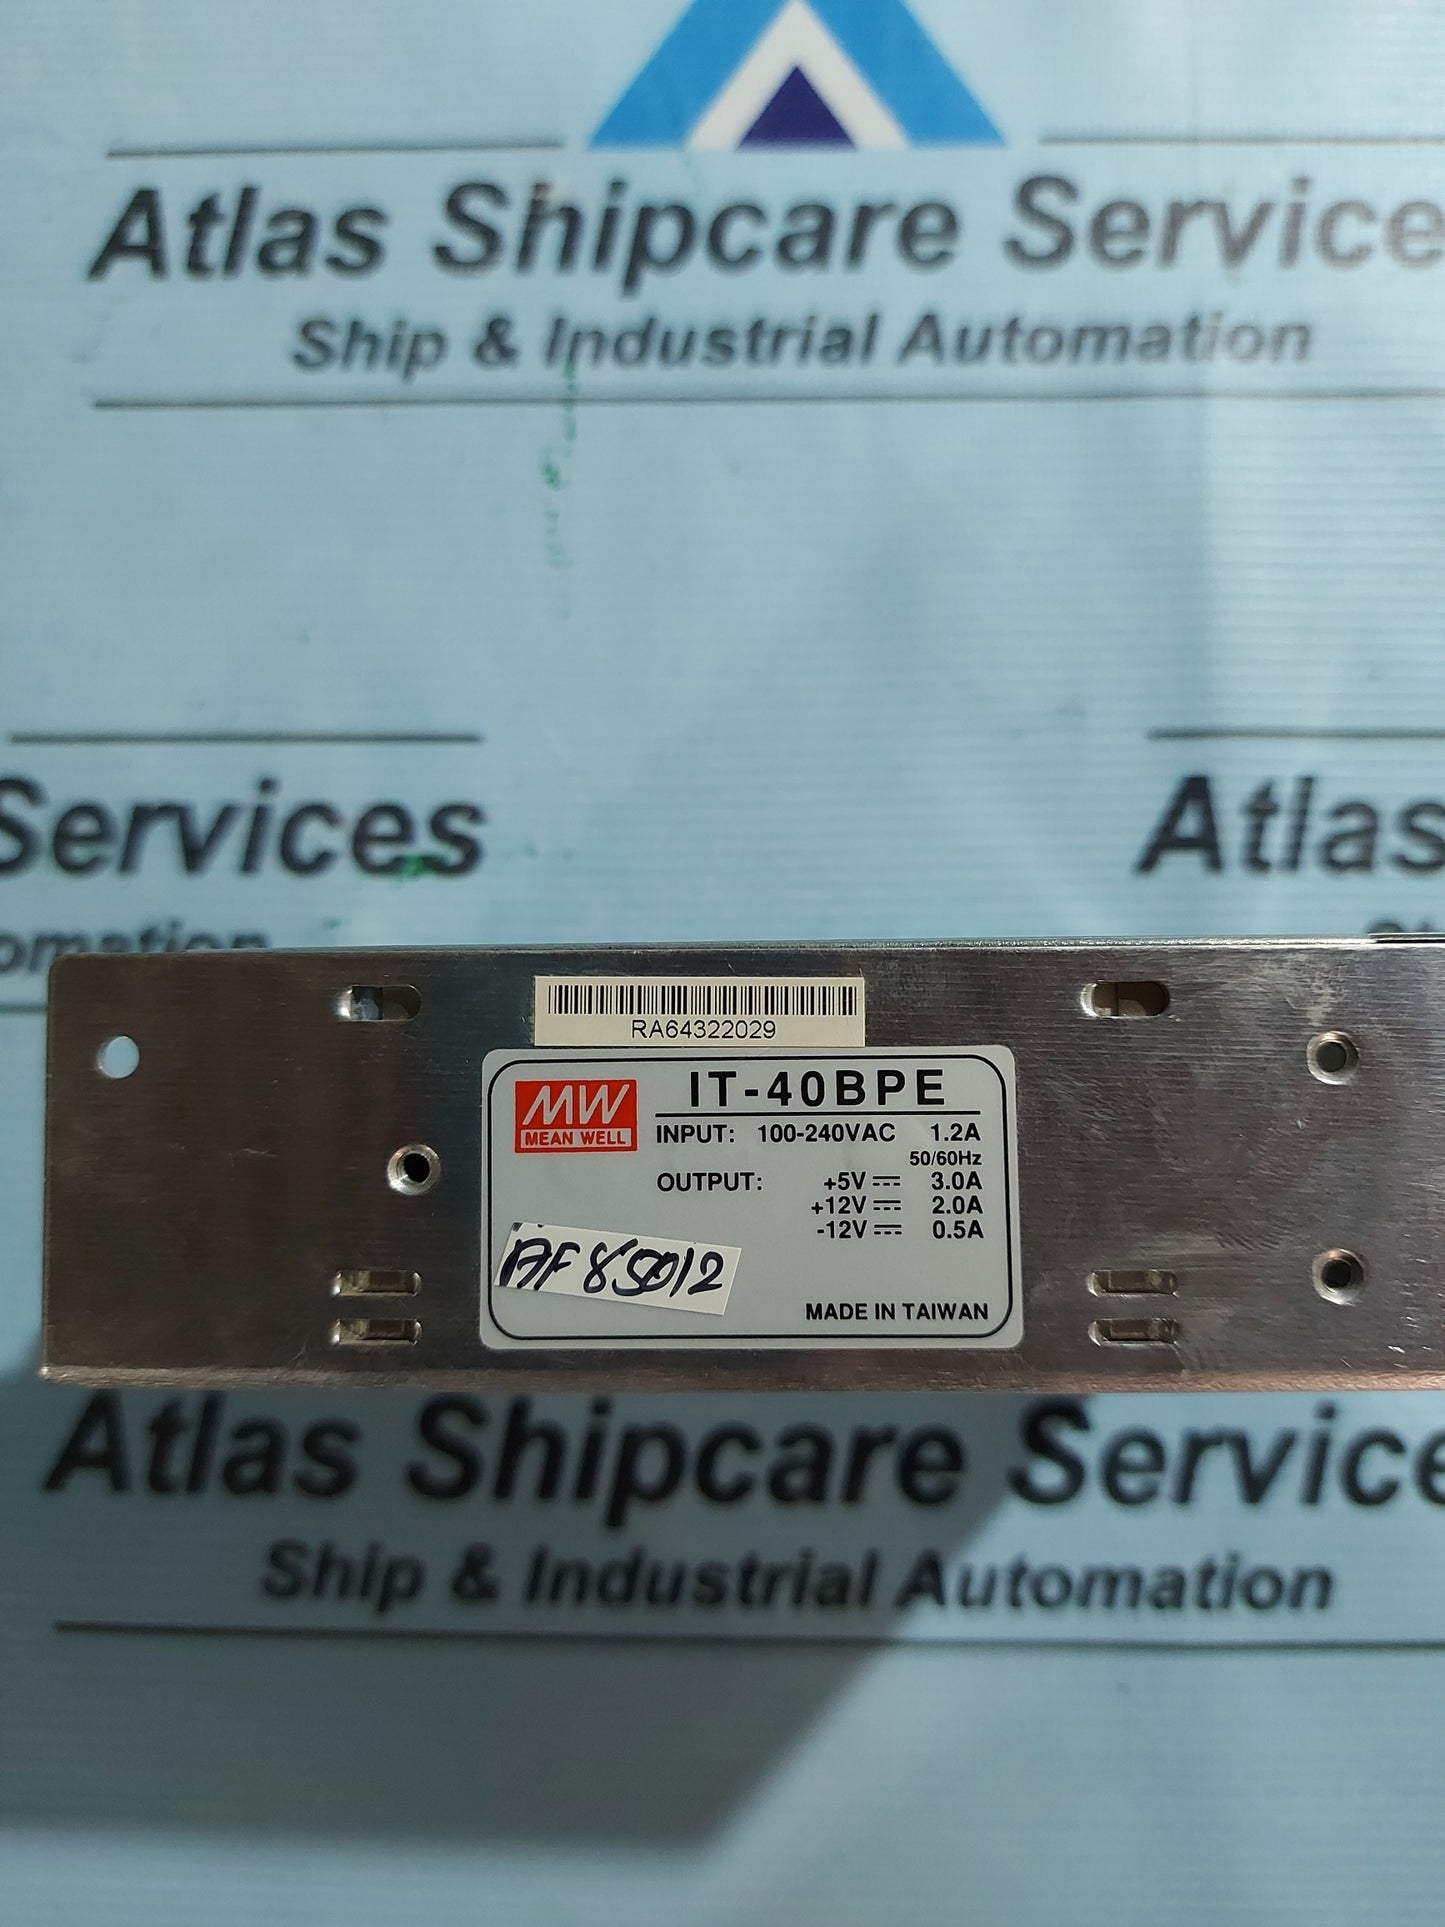 Atlas Shipcare Service
Ship & Industrial Automation
Services
omation
Atlas
RA64322029
MW
MEAN WELL
IT-40BPE
INPUT: 100-240VAC 1.2A
50/60Hz
OUTPUT: +5V 3.0A
+12V 2.0A
-12V 0.5A
AF85012
MADE IN TAIWAN
Atlas Shipcare Service
Ship & Industrial Automation